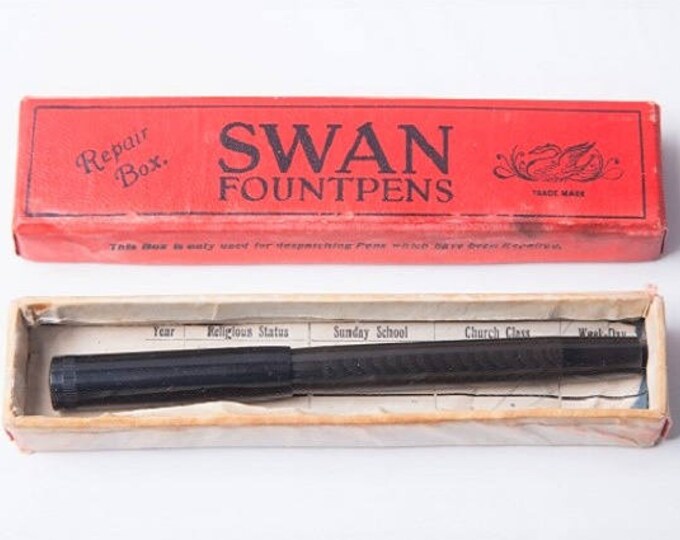 Repair
Box.
SWAN
FOUNTPENS
TRADE MARK
This Box is only used for despatching Pens which have been Repaired.
Year Religious Status Sunday School Church Class Week-Day